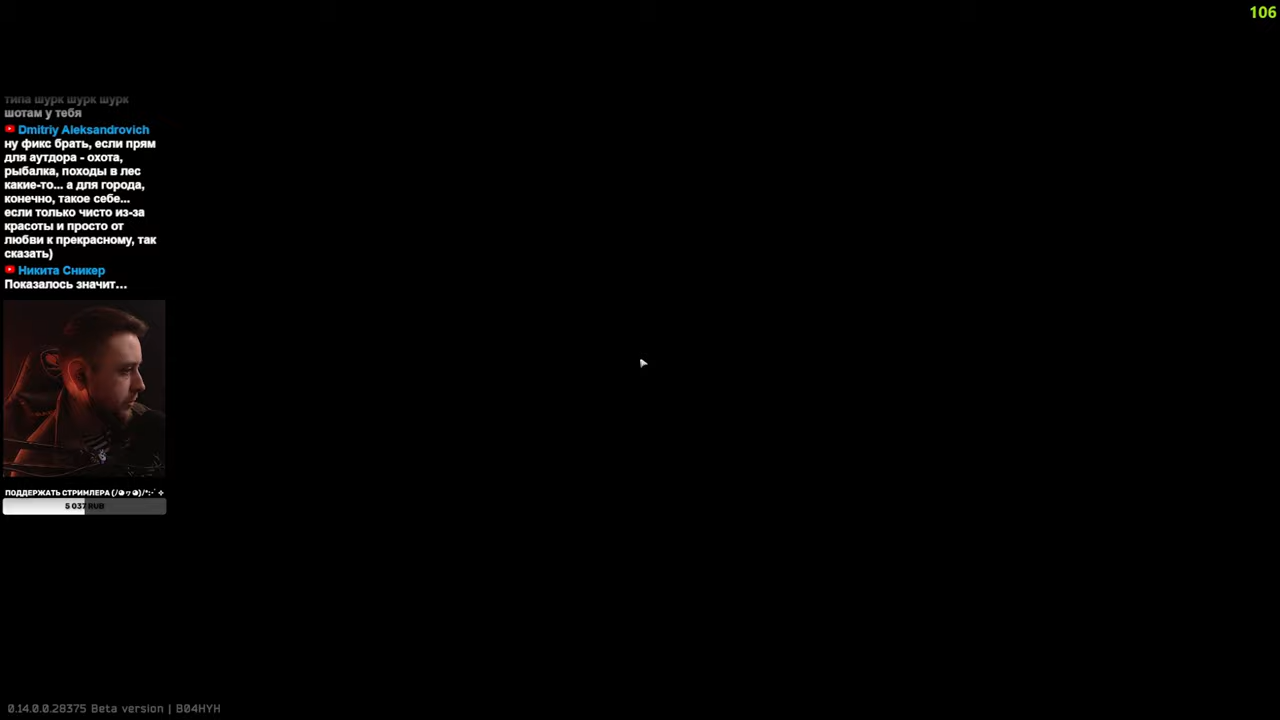 106
типа шурк шурк шурк
шотам у тебя
Dmitriy Aleksandrovich
ну фикс брать, если прям
для аутдора - охота,
рыбалка, походы в лес
какие-то... а для города,
конечно, такое себе...
если только чисто из-за
красоты и просто от
любви к прекрасному, так
сказать)
Никита Сникер
Показалось значит...
ПОДДЕРЖАТЬ СТРИМЛЕРА
5 037 RUB
0.14.0.0.28375 Beta version | B04HYH